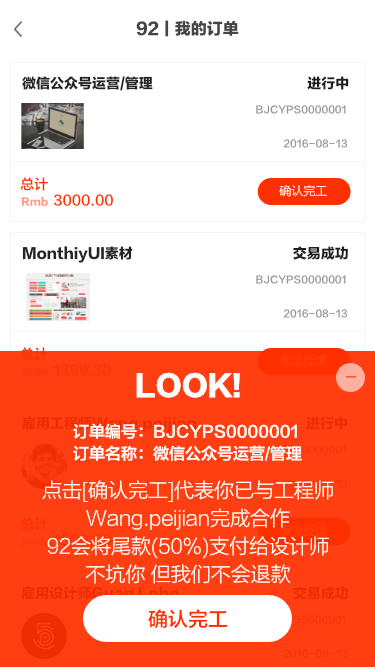 92 | 我的订单
微信公众号运营/管理 进行中
BJCYPS0000001
2016-08-13
总计
Rmb 3000.00 确认完工
MonthiyUI素材 交易成功
BJCYPS0000001
2016-08-13
总计
Rmb 1399.30 意见反馈
LOOK!
订单编号：BJCYPS0000001
订单名称：微信公众号运营/管理
雇用工程师Wang.peijian 进行中
点击[确认完工]代表你已与工程师
Wang.peijian完成合作
92会将尾款(50%)支付给设计师
不坑你 但我们不会退款
总计
雇用设计师Guan Lobo 交易成功
确认完工